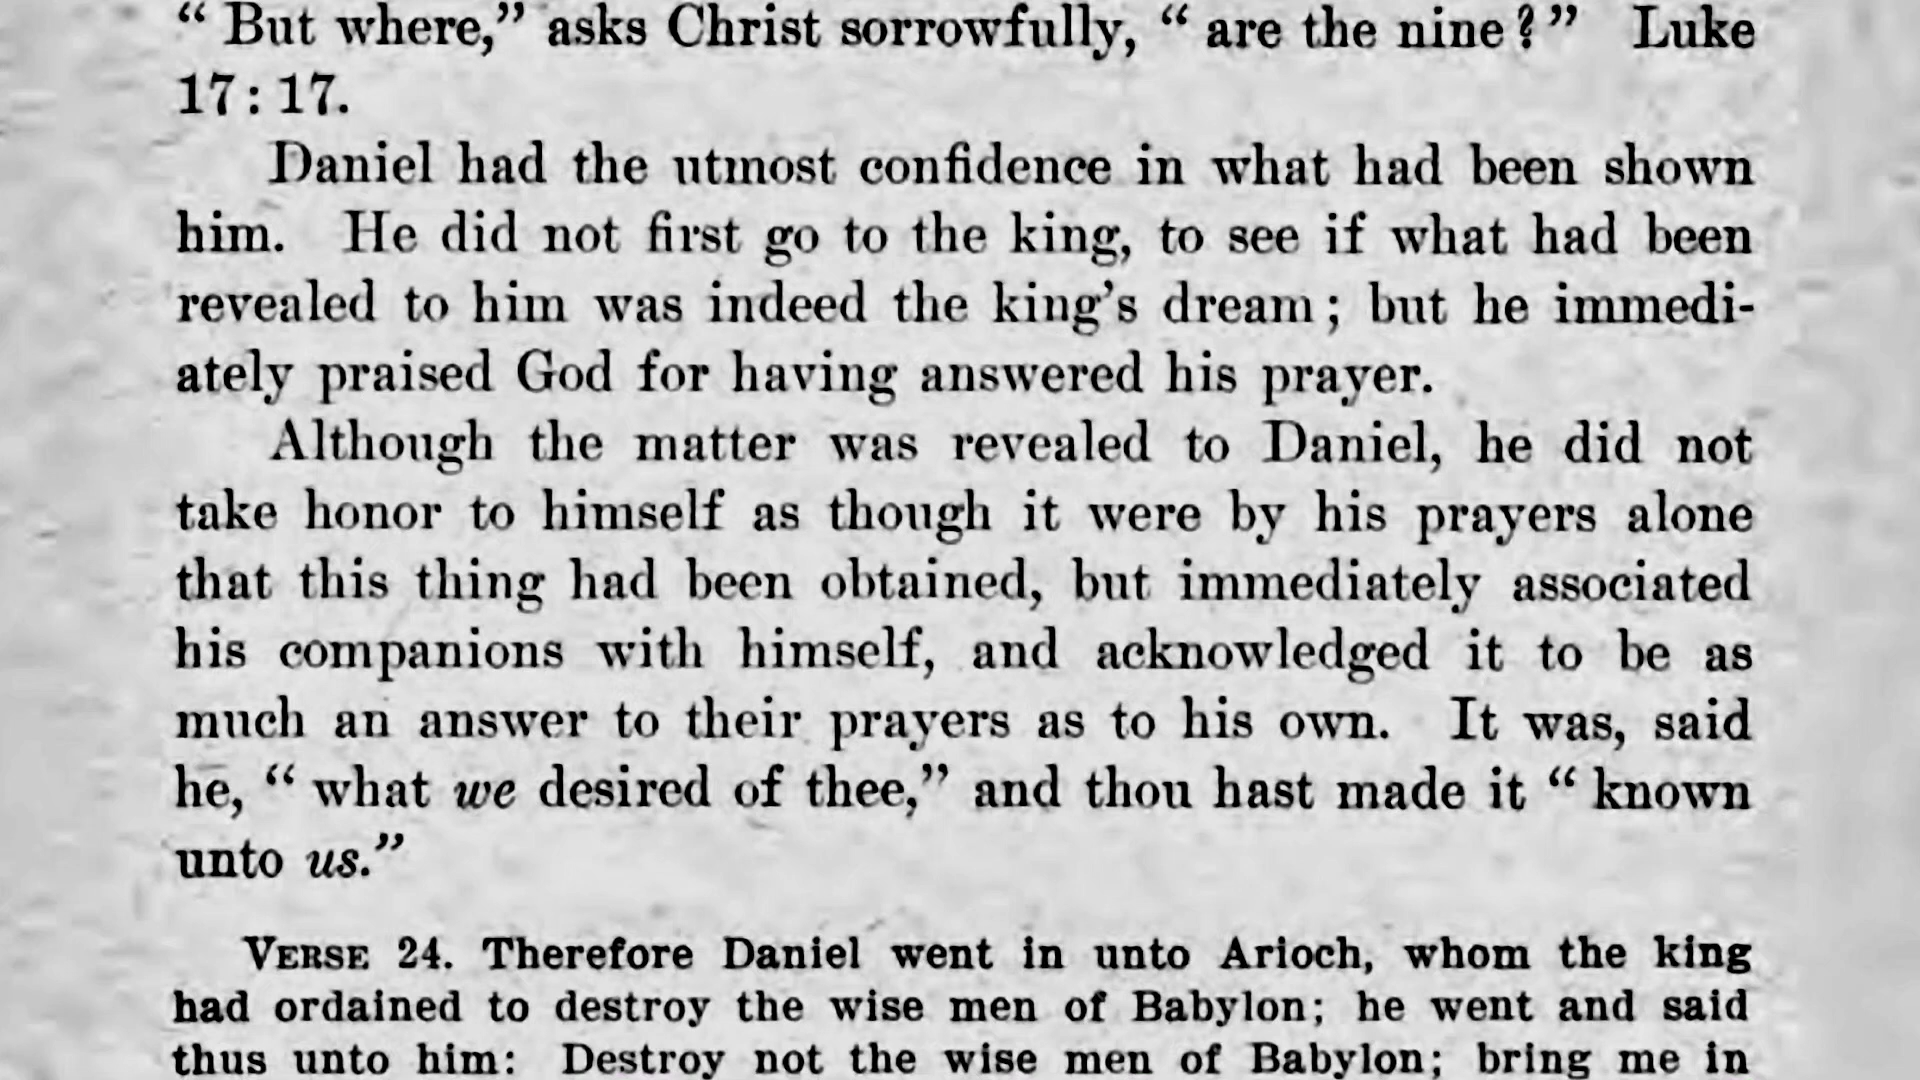 “ But where,” asks Christ sorrowfully, “ are the nine?” Luke
17: 17.
Daniel had the utmost confidence in what had been shown
him. He did not first go to the king, to see if what had been
revealed to him was indeed the king’s dream; but he immedi-
ately praised God for having answered his prayer.
Although the matter was revealed to Daniel, he did not
take honor to himself as though it were by his prayers alone
that this thing had been obtained, but immediately associated
his companions with himself, and acknowledged it to be as
much an answer to their prayers as to his own. It was, said
he, “ what we desired of thee,” and thou hast made it “ known
unto us.”
VERSE 24. Therefore Daniel went in unto Arioch, whom the king
had ordained to destroy the wise men of Babylon; he went and said
thus unto him: Destroy not the wise men of Babylon; bring me in